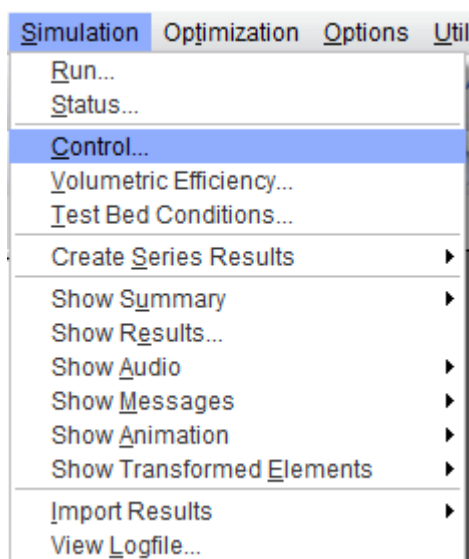 Simulation Optimization Options Util
Run...
Status...
Control...
Volumetric Efficiency...
Test Bed Conditions...
Create Series Results
Show Summary
Show Results...
Show Audio
Show Messages
Show Animation
Show Transformed Elements
Import Results
View Logfile...